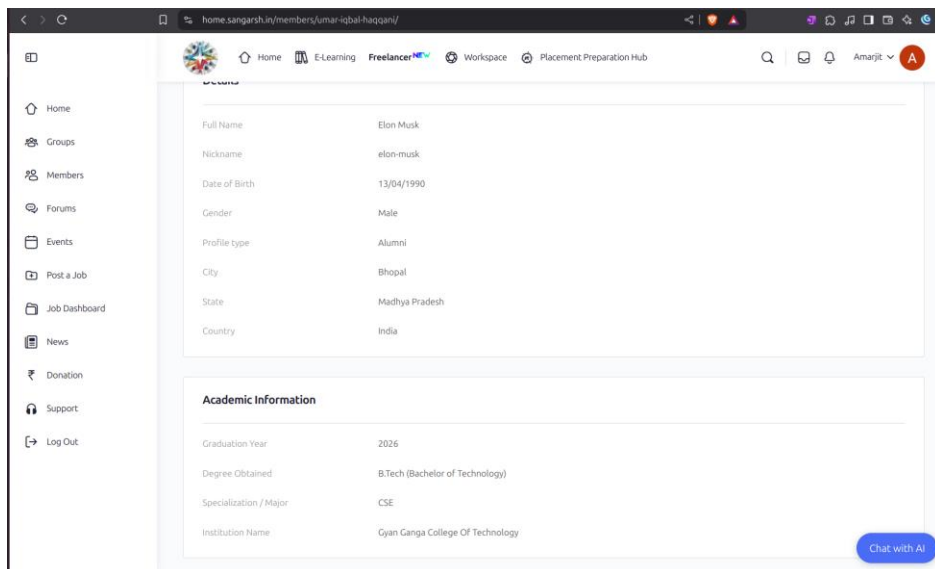 home.sangarsh.in/members/umar-iqbal-haqqani/
Home E-Learning Freelancer NEW Workspace Placement Preparation Hub Amarjit A
Details
Home
Groups
Members
Forums
Events
Post a Job
Job Dashboard
News
Donation
Support
Log Out
Full Name Elon Musk
Nickname elon-musk
Date of Birth 13/04/1990
Gender Male
Profile type Alumni
City Bhopal
State Madhya Pradesh
Country India
Academic Information
Graduation Year 2026
Degree Obtained B.Tech (Bachelor of Technology)
Specialization / Major CSE
Institution Name Gyan Ganga College Of Technology
Chat with AI